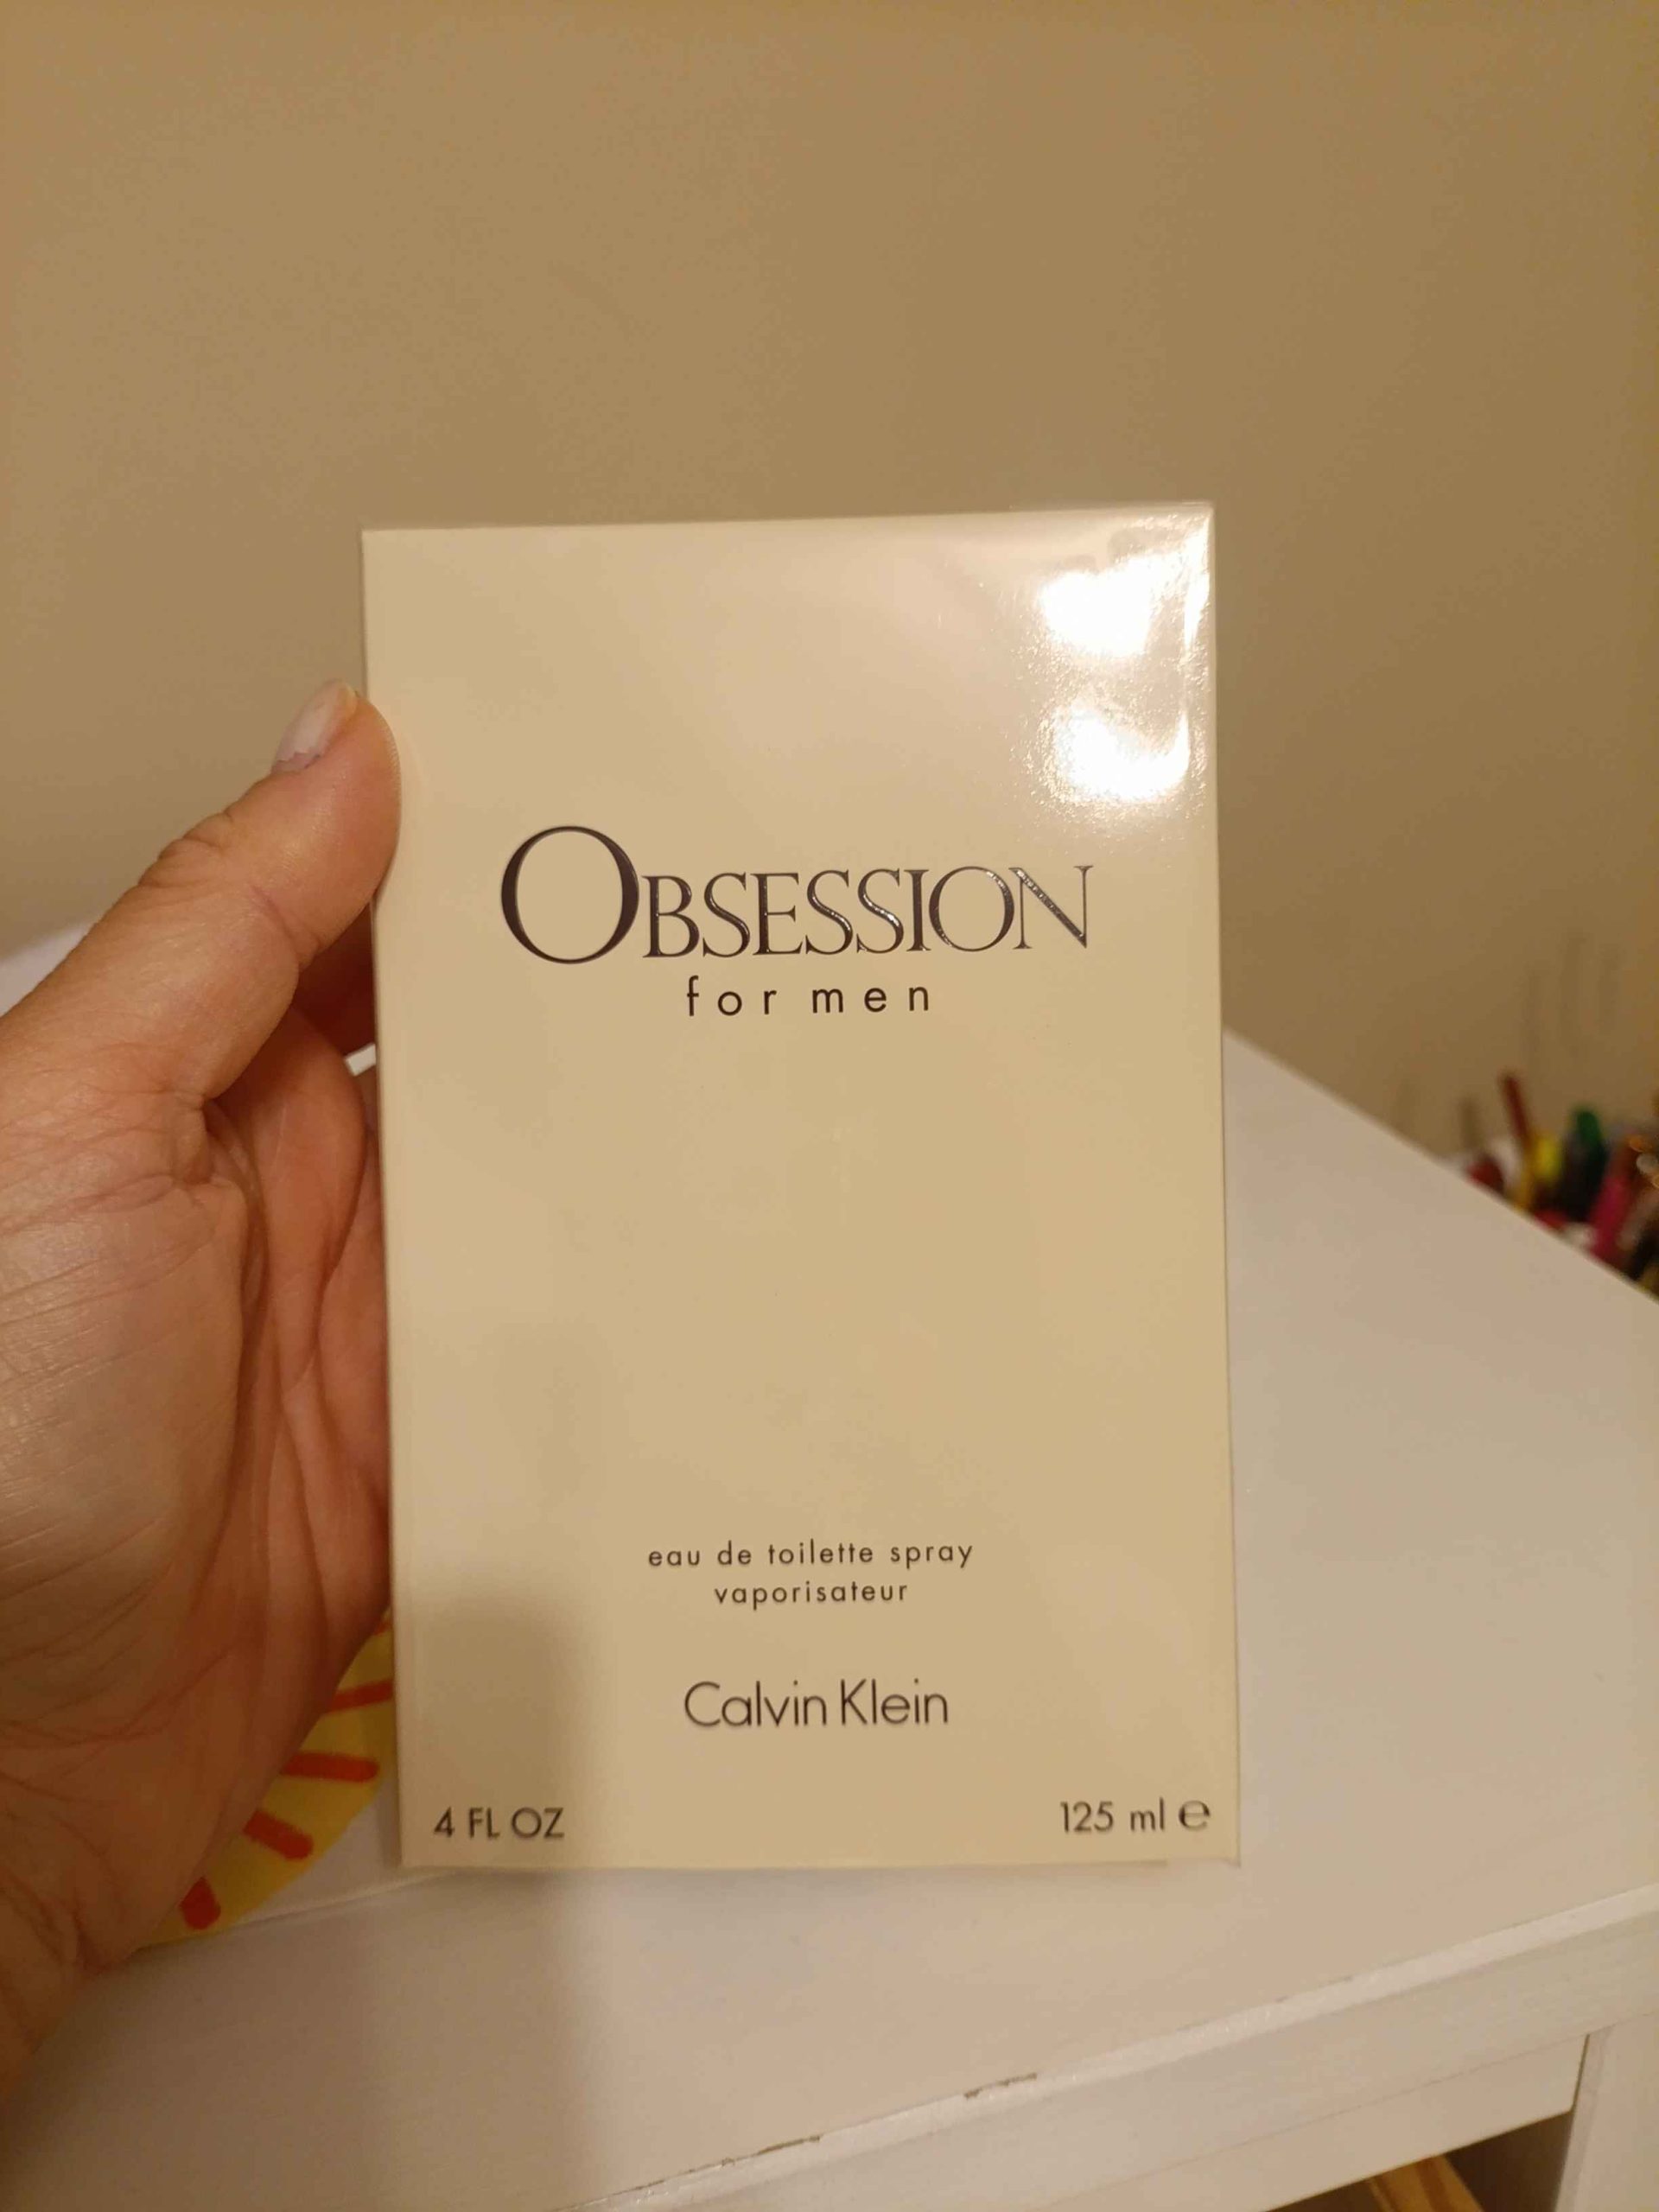 OBSESSION
for men
eau de toilette spray
vaporisateur
Calvin Klein
4 FL OZ
125 ml ℮